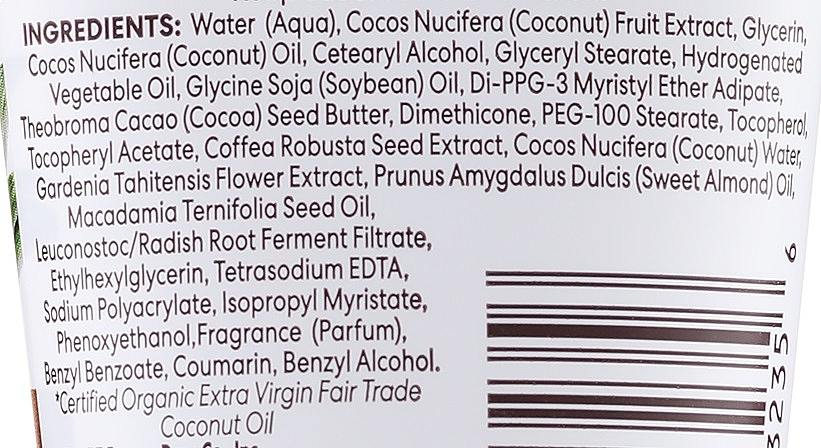 INGREDIENTS: Water (Aqua), Cocos Nucifera (Coconut) Fruit Extract, Glycerin,
Cocos Nucifera (Coconut) Oil, Cetearyl Alcohol, Glyceryl Stearate, Hydrogenated
Vegetable Oil, Glycine Soja (Soybean) Oil, Di-PPG-3 Myristyl Ether Adipate,
Theobroma Cacao (Cocoa) Seed Butter, Dimethicone, PEG-100 Stearate, Tocopherol,
Tocopheryl Acetate, Coffea Robusta Seed Extract, Cocos Nucifera (Coconut) Water,
Gardenia Tahitensis Flower Extract, Prunus Amygdalus Dulcis (Sweet Almond) Oil,
Macadamia Ternifolia Seed Oil,
Leuconostoc/Radish Root Ferment Filtrate,
Ethylhexylglycerin, Tetrasodium EDTA,
Sodium Polyacrylate, Isopropyl Myristate,
Phenoxyethanol,Fragrance (Parfum),
Benzyl Benzoate, Coumarin, Benzyl Alcohol.
*Certified Organic Extra Virgin Fair Trade
Coconut Oil
3235 6